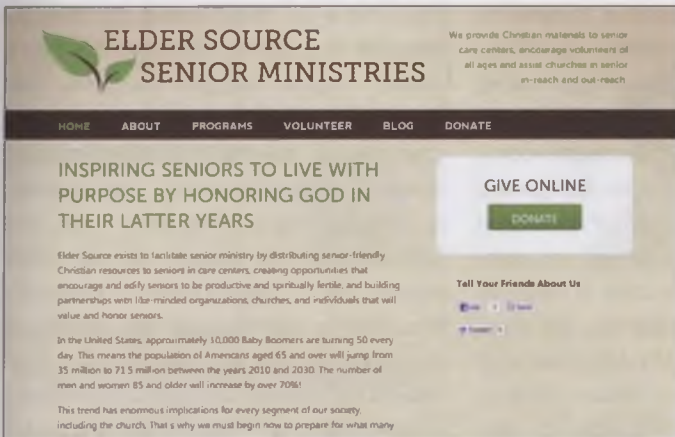 ELDER SOURCE
SENIOR MINISTRIES
We provide Christian materials to senior
care centers, encourage volunteers of
all ages and assist churches in senior
in-reach and out-reach.
HOME ABOUT PROGRAMS VOLUNTEER BLOG DONATE
INSPIRING SENIORS TO LIVE WITH
PURPOSE BY HONORING GOD IN
THEIR LATTER YEARS
Elder Source exists to facilitate senior ministry by distributing senior-friendly
Christian resources to seniors in care centers, creating opportunities that
encourage and edify seniors to be productive and spiritually fertile, and building
partnerships with like-minded organizations, churches, and individuals that will
value and honor seniors.
In the United States, approximately 10,000 Baby Boomers are turning 50 every
day. This means the population of Americans aged 65 and over will jump from
35 million to 71.5 million between the years 2010 and 2030. The number of
men and women 85 and older will increase by over 70%!
This trend has enormous implications for every segment of our society,
including the church. That's why we must begin now to prepare for what many
GIVE ONLINE
DONATE
Tell Your Friends About Us